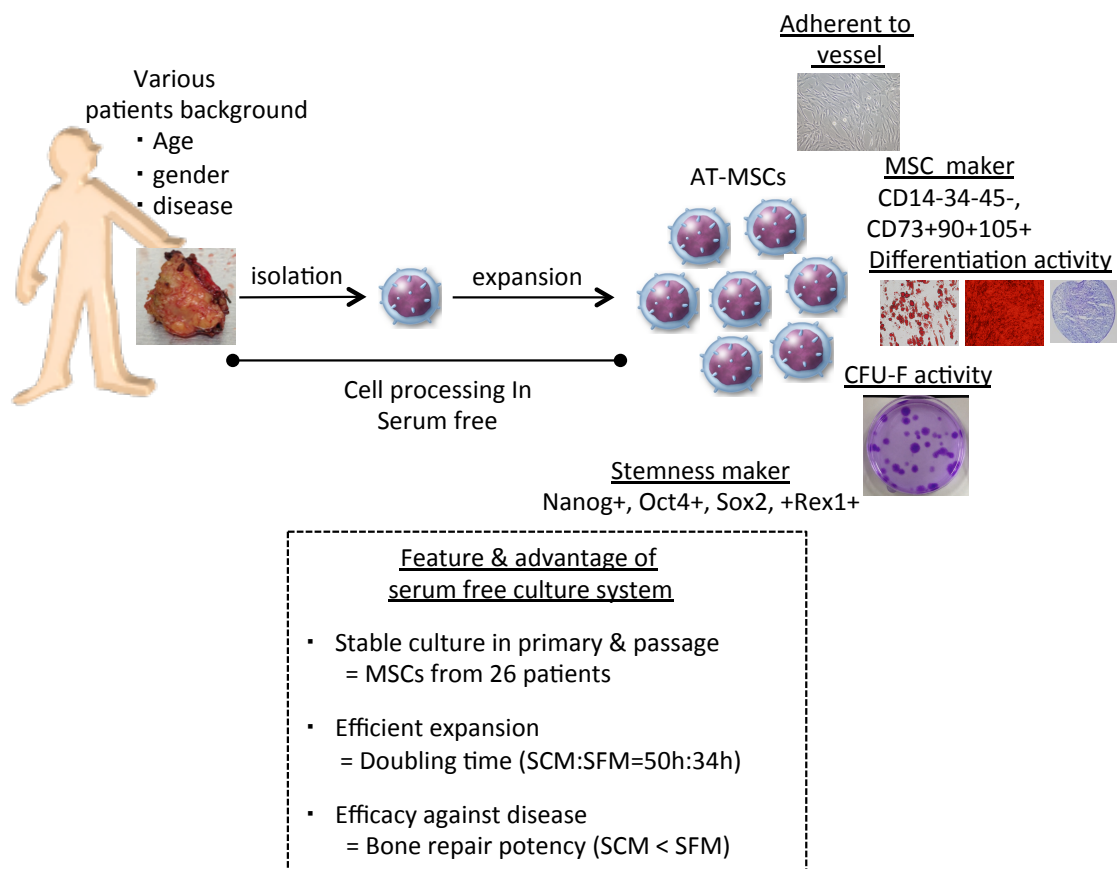 Various
patients background
・ Age
・ gender
・ disease
isolation
expansion
Cell processing In
Serum free
AT-MSCs
Adherent to
vessel
MSC maker
CD14-34-45-,
CD73+90+105+
Differentiation activity
CFU-F activity
Stemness maker
Nanog+, Oct4+, Sox2, +Rex1+
Feature & advantage of
serum free culture system
・ Stable culture in primary & passage
= MSCs from 26 patients
・ Efficient expansion
= Doubling time (SCM:SFM=50h:34h)
・ Efficacy against disease
= Bone repair potency (SCM < SFM)